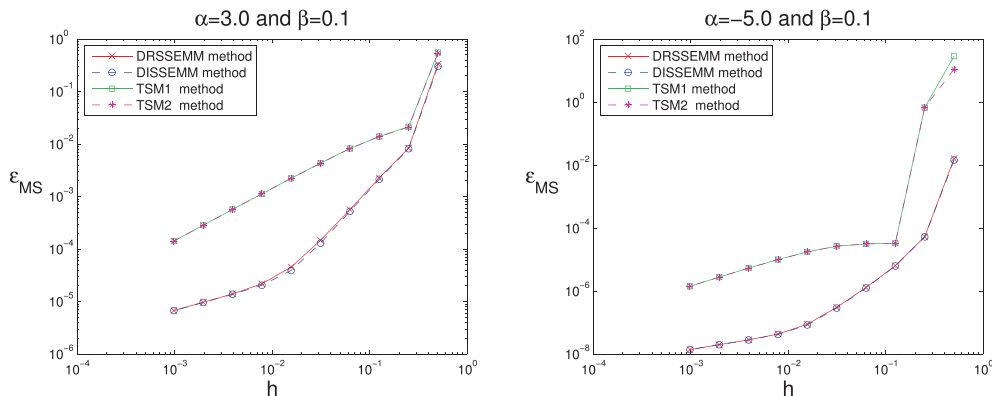 α=3.0 and β=0.1
DRSSEMM method
DISSEMM method
TSM1 method
TSM2 method
10^0
10^-1
10^-2
10^-3
10^-4
10^-5
10^-6
ε_MS
10^-4
10^-3
10^-2
10^-1
10^0
h
α=−5.0 and β=0.1
DRSSEMM method
DISSEMM method
TSM1 method
TSM2 method
10^2
10^0
10^-2
10^-4
10^-6
10^-8
ε_MS
10^-4
10^-3
10^-2
10^-1
10^0
h